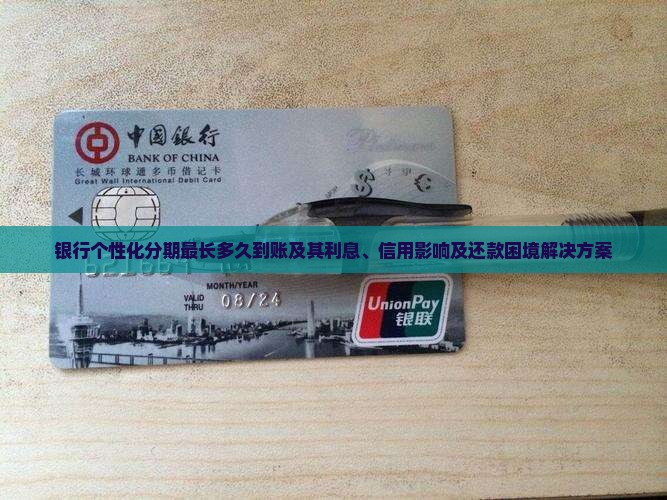 中国银行
BANK OF CHINA
长城环球通多币借记卡
Great Wall International Debit Card
Platinum
银行个性化分期最长多久到账及其利息、信用影响及还款困境解决方案
MONTH/YEAR
VALID THRU 08/24
UnionPay
银联